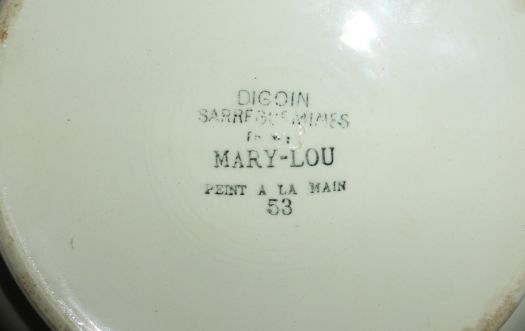 DIGOIN
SARREGUEMINES
MARY-LOU
PEINT A LA MAIN
53